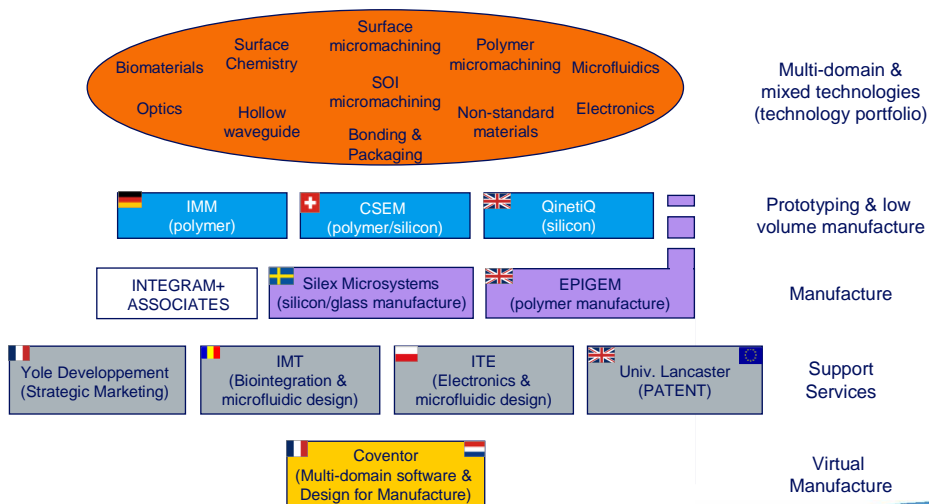 Surface
micromachining
Surface
Chemistry
Polymer
micromachining
Biomaterials
Microfluidics
SOI
micromachining
Optics
Hollow
waveguide
Non-standard
materials
Electronics
Bonding &
Packaging
Multi-domain &
mixed technologies
(technology portfolio)
IMM
(polymer)
CSEM
(polymer/silicon)
QinetiQ
(silicon)
Prototyping & low
volume manufacture
INTEGRAM+
ASSOCIATES
Silex Microsystems
(silicon/glass manufacture)
EPIGEM
(polymer manufacture)
Manufacture
Yole Developpement
(Strategic Marketing)
IMT
(Biointegration &
microfluidic design)
ITE
(Electronics &
microfluidic design)
Univ. Lancaster
(PATENT)
Support
Services
Coventor
(Multi-domain software &
Design for Manufacture)
Virtual
Manufacture